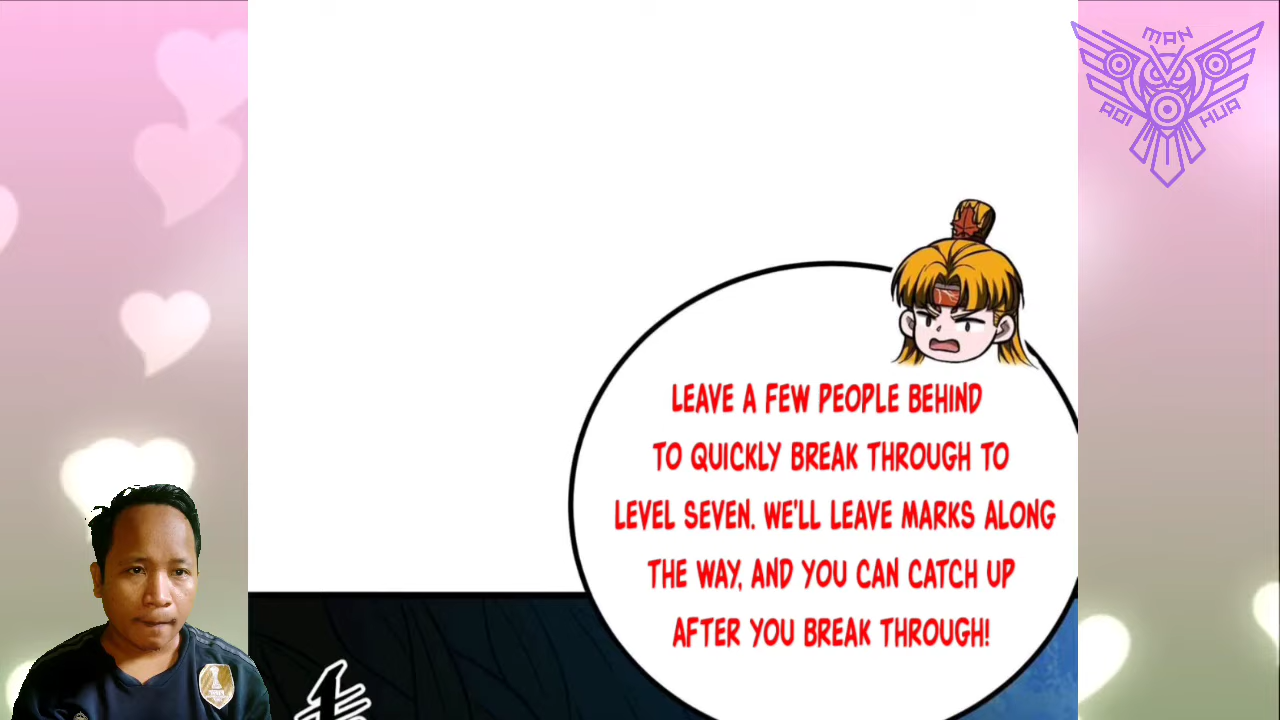 MAN
ADI HUA
LEAVE A FEW PEOPLE BEHIND
TO QUICKLY BREAK THROUGH TO
LEVEL SEVEN. WE'LL LEAVE MARKS ALONG
THE WAY, AND YOU CAN CATCH UP
AFTER YOU BREAK THROUGH!